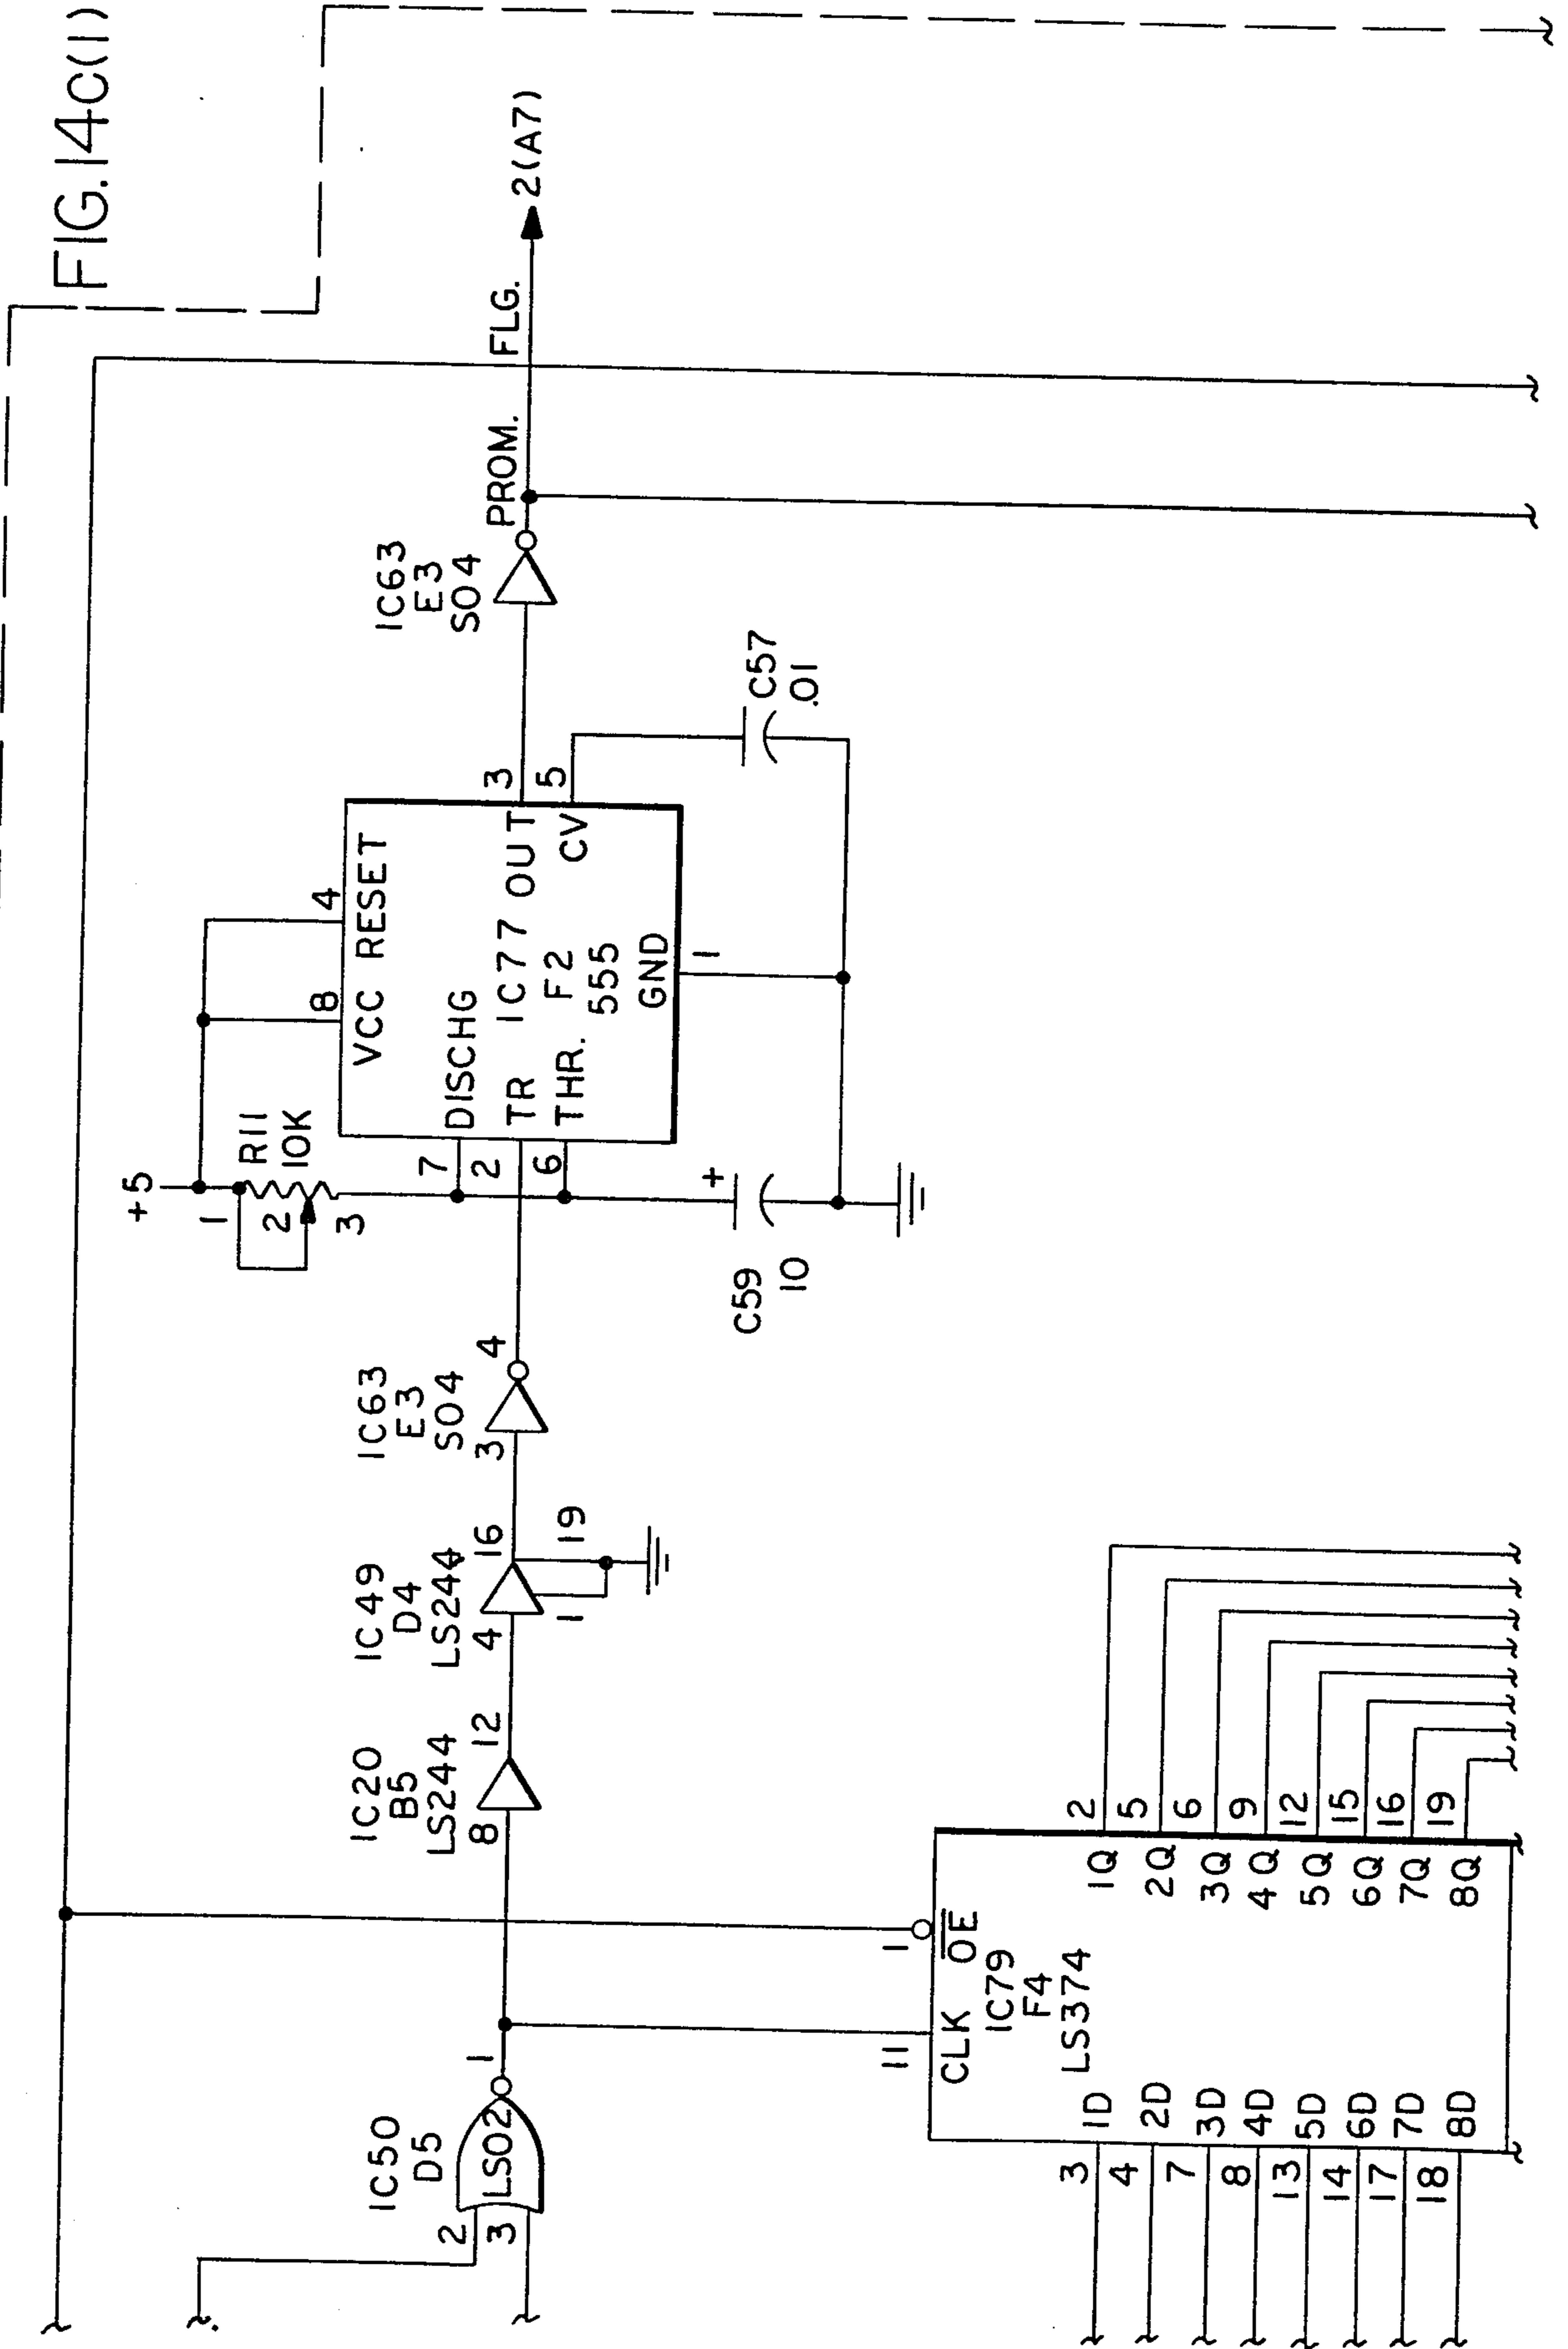 FIG.14C(1)
+5
R11
10K
1
2
3
8
4
VCC RESET
DISCHG
TR
THR.
IC77
F2
555
OUT
CV
GND
7
2
6
3
5
1
IC63
E3
S04
PROM. FLG.
2(A7)
C57
.01
+
C59
10
IC50
D5
LS02
2
3
1
IC20
B5
LS244
8
12
IC49
D4
LS244
4
16
1
19
IC63
E3
S04
3
4
11
1
CLK OE
IC79
F4
LS374
3 1D
4 2D
7 3D
8 4D
13 5D
14 6D
17 7D
18 8D
1Q 2
2Q 5
3Q 6
4Q 9
5Q 12
6Q 15
7Q 16
8Q 19